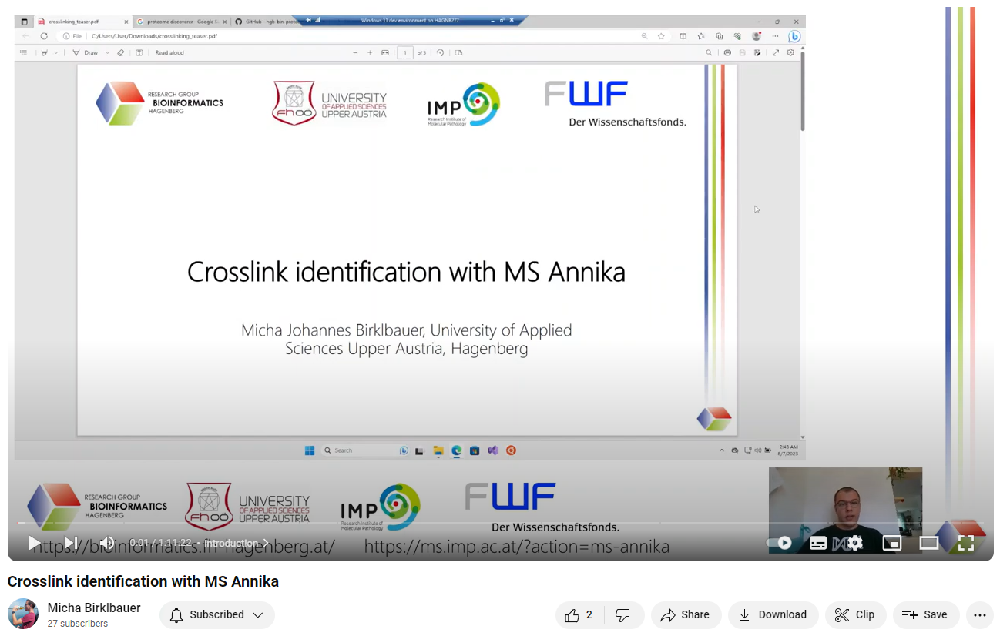 crosslinking_teaser.pdf
proteome discoverer - Google S
GitHub - hgb-bin-prote
Windows 11 dev environment on HAGNB277
File
C:/Users/User/Downloads/crosslinking_teaser.pdf
Draw
Read aloud
1
of 5
RESEARCH GROUP
BIOINFORMATICS
HAGENBERG
fhoö
UNIVERSITY
OF APPLIED SCIENCES
UPPER AUSTRIA
IMP
Research Institute of
Molecular Pathology
FWF
Der Wissenschaftsfonds.
Crosslink identification with MS Annika
Micha Johannes Birklbauer, University of Applied
Sciences Upper Austria, Hagenberg
Search
2:43 AM
8/7/2023
RESEARCH GROUP
BIOINFORMATICS
HAGENBERG
fhoö
UNIVERSITY
OF APPLIED SCIENCES
UPPER AUSTRIA
IMP
Research Institute of
Molecular Pathology
FWF
Der Wissenschaftsfonds.
0:01 / 1:11:22 • Introduction
https://bioinformatics.fh-hagenberg.at/
https://ms.imp.ac.at/?action=ms-annika
Crosslink identification with MS Annika
Micha Birklbauer
27 subscribers
Subscribed
2
Share
Download
Clip
Save